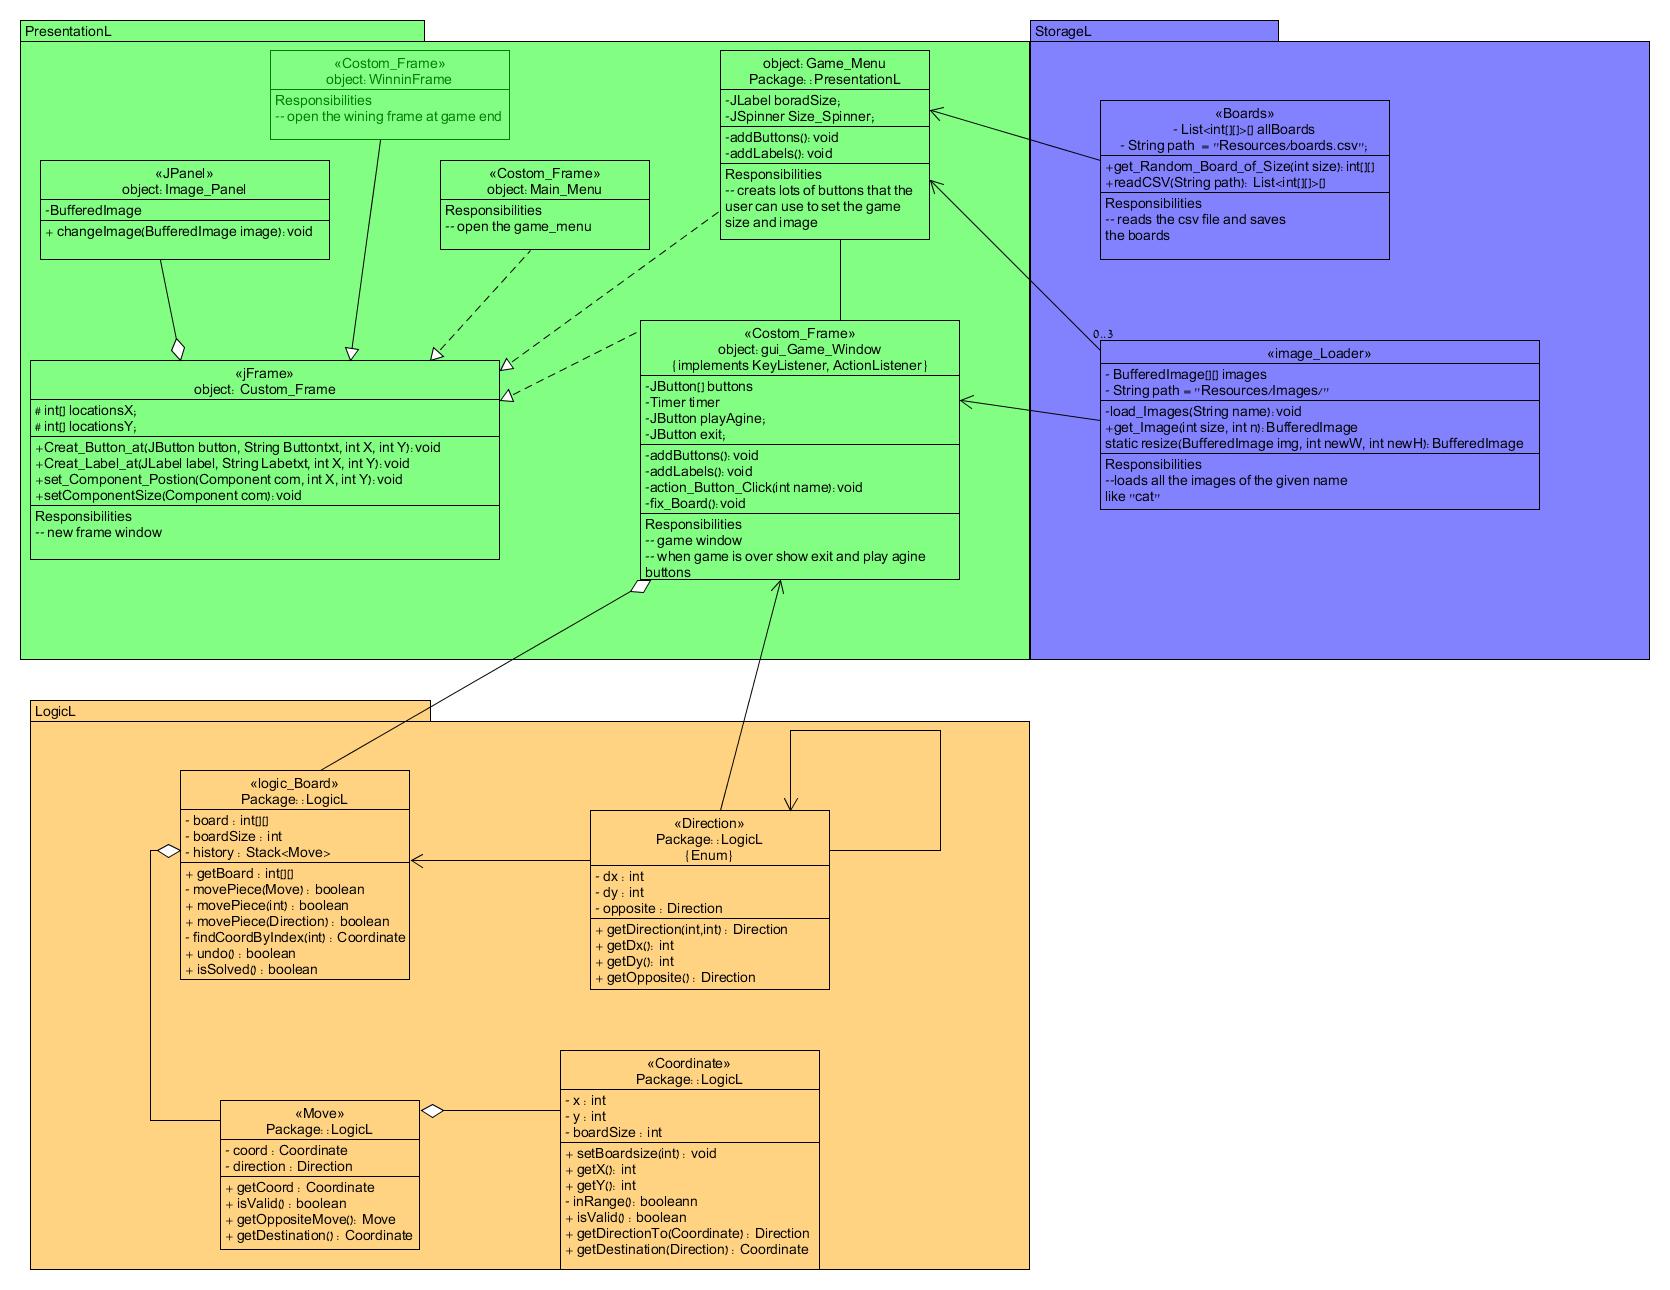 PresentationL
«Costom_Frame»
object: WinninFrame
Responsibilities
-- open the wining frame at game end
«JPanel»
object: Image_Panel
-BufferedImage
+ changeImage(BufferedImage image): void
«Costom_Frame»
object: Main_Menu
Responsibilities
-- open the game_menu
object: Game_Menu
Package::PresentationL
-JLabel boradSize;
-JSpinner Size_Spinner;
-addButtons(): void
-addLabels(): void
Responsibilities
-- creats lots of buttons that the
user can use to set the game
size and image
«jFrame»
object: Custom_Frame
# int[] locationsX;
# int[] locationsY;
+Creat_Button_at(JButton button, String Buttontxt, int X, int Y): void
+Creat_Label_at(JLabel label, String Labetxt, int X, int Y): void
+set_Component_Postion(Component com, int X, int Y): void
+setComponentSize(Component com): void
Responsibilities
-- new frame window
«Costom_Frame»
object: gui_Game_Window
{implements KeyListener, ActionListener}
-JButton[] buttons
-Timer timer
-JButton playAgine;
-JButton exit;
-addButtons(): void
-addLabels(): void
-action_Button_Click(int name): void
-fix_Board(): void
Responsibilities
-- game window
-- when game is over show exit and play agine
buttons
StorageL
«Boards»
- List<int[][]>[] allBoards
- String path = "Resources/boards.csv";
+get_Random_Board_of_Size(int size): int[][]
+readCSV(String path): List<int[][]>[]
Responsibilities
-- reads the csv file and saves
the boards
0..3
«image_Loader»
- BufferedImage[][] images
- String path = "Resources/Images/"
-load_Images(String name): void
+get_Image(int size, int n): BufferedImage
static resize(BufferedImage img, int newW, int newH): BufferedImage
Responsibilities
--loads all the images of the given name
like "cat"
LogicL
«logic_Board»
Package::LogicL
- board : int[][]
- boardSize : int
- history : Stack<Move>
+ getBoard : int[][]
- movePiece(Move) : boolean
+ movePiece(int) : boolean
+ movePiece(Direction) : boolean
- findCoordByIndex(int) : Coordinate
+ undo() : boolean
+ isSolved() : boolean
«Direction»
Package::LogicL
{Enum}
- dx : int
- dy : int
- opposite : Direction
+ getDirection(int,int) : Direction
+ getDx(): int
+ getDy(): int
+ getOpposite() : Direction
«Move»
Package::LogicL
- coord : Coordinate
- direction : Direction
+ getCoord : Coordinate
+ isValid() : boolean
+ getOppositeMove(): Move
+ getDestination() : Coordinate
«Coordinate»
Package::LogicL
- x : int
- y : int
- boardSize : int
+ setBoardsize(int) : void
+ getX(): int
+ getY(): int
- inRange(): booleann
+ isValid() : boolean
+ getDirectionTo(Coordinate) : Direction
+ getDestination(Direction) : Coordinate